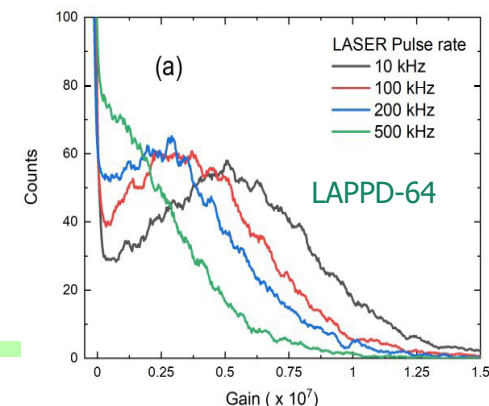 100
80
60
40
20
0
Counts
(a)
LASER Pulse rate
10 kHz
100 kHz
200 kHz
500 kHz
LAPPD-64
0 0.25 0.5 0.75 1 1.25 1.5
Gain ( x 10⁷)